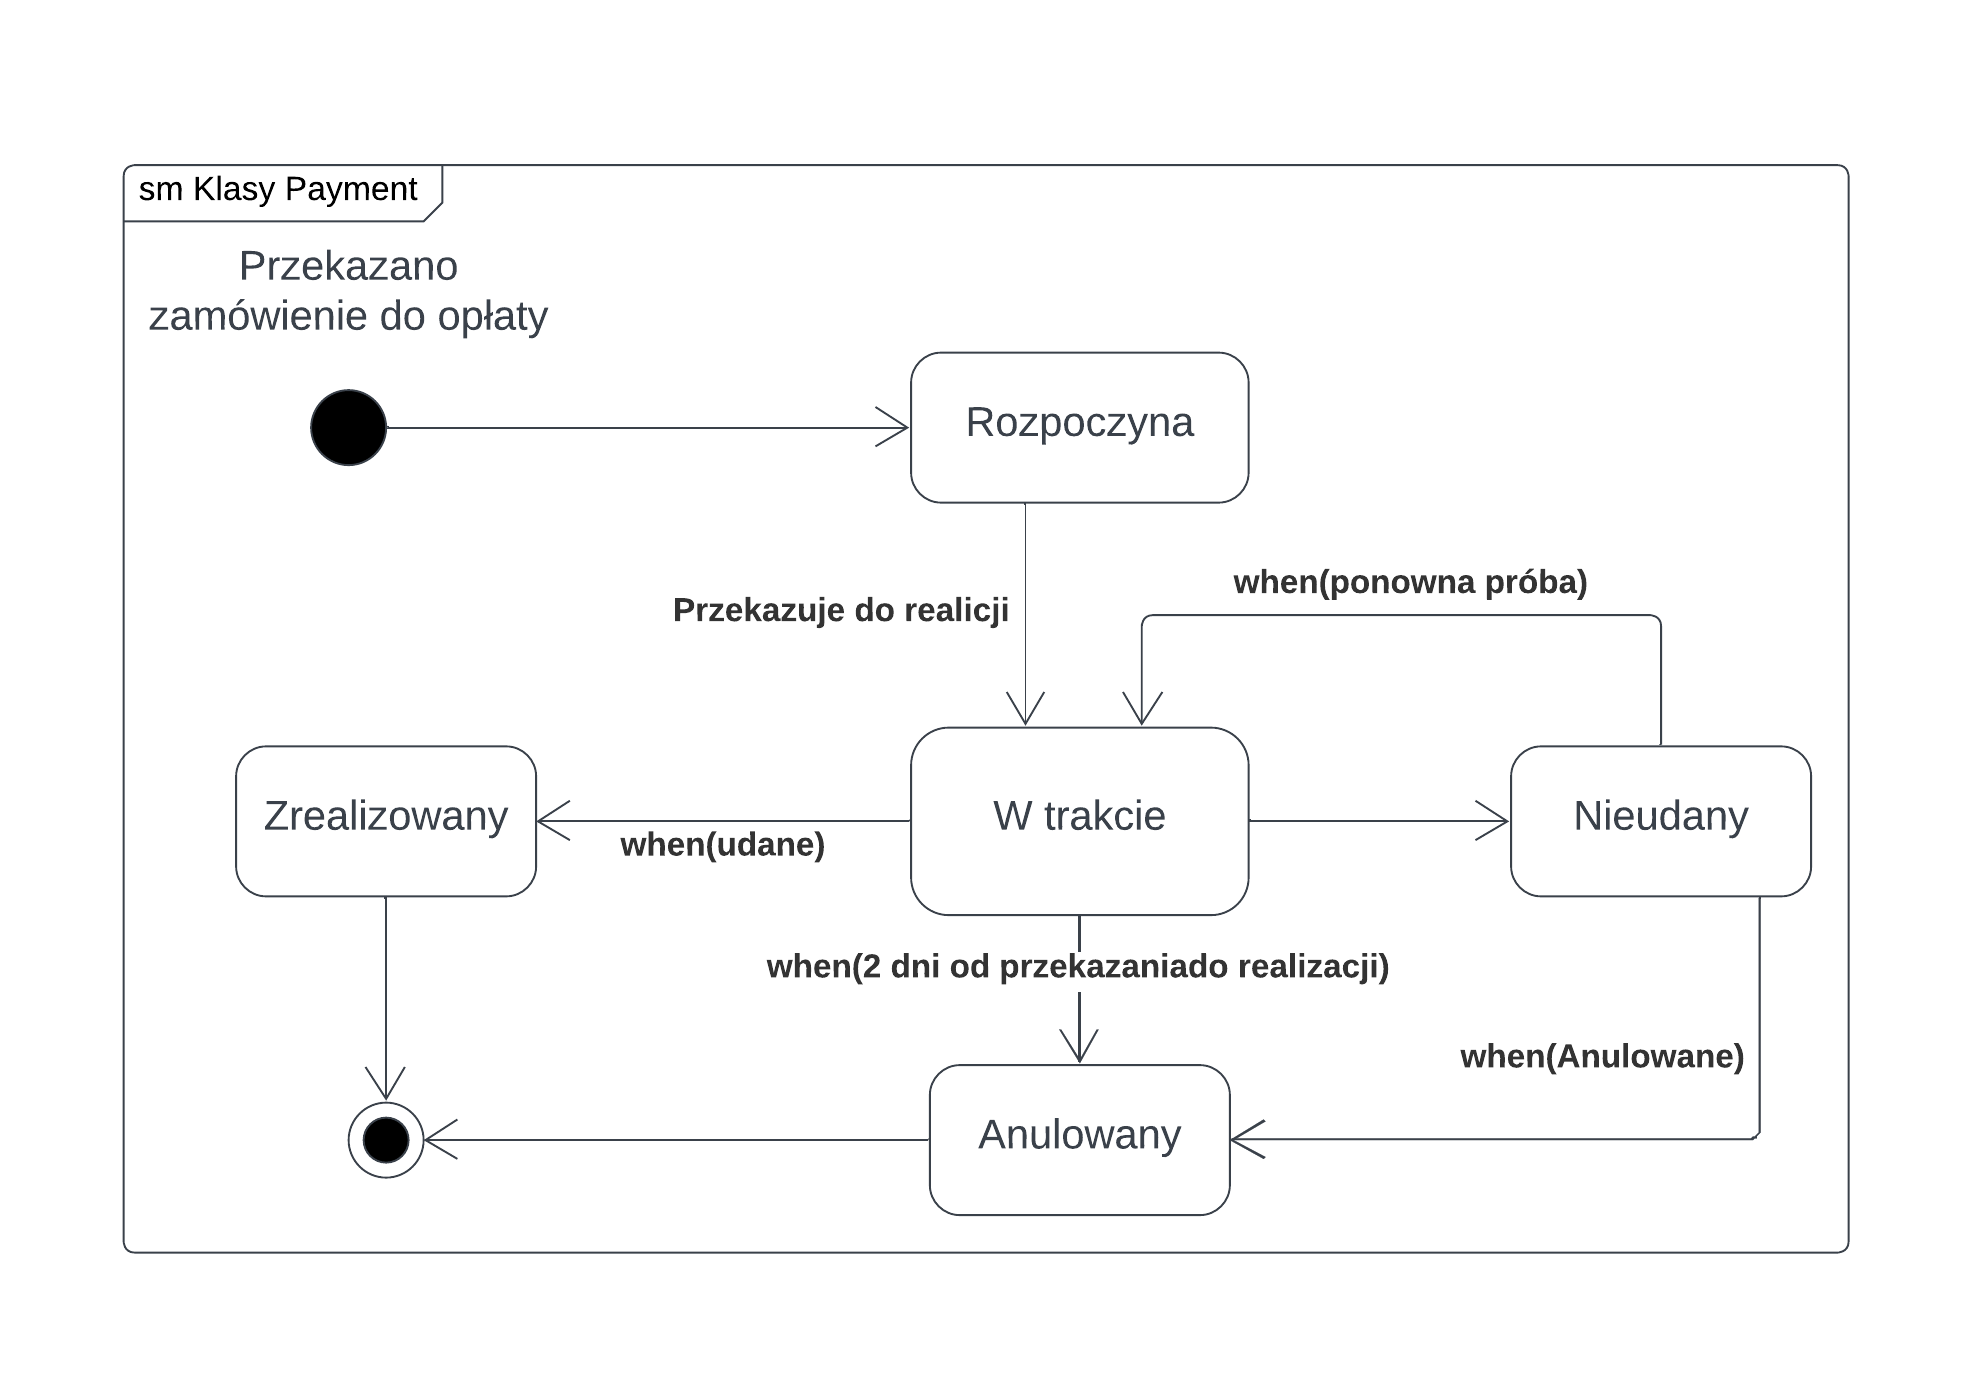 sm Klasy Payment
Przekazano
zamówienie do opłaty
Rozpoczyna
when(ponowna próba)
Przekazuje do realicji
Zrealizowany
W trakcie
Nieudany
when(udane)
when(2 dni od przekazaniado realizacji)
when(Anulowane)
Anulowany